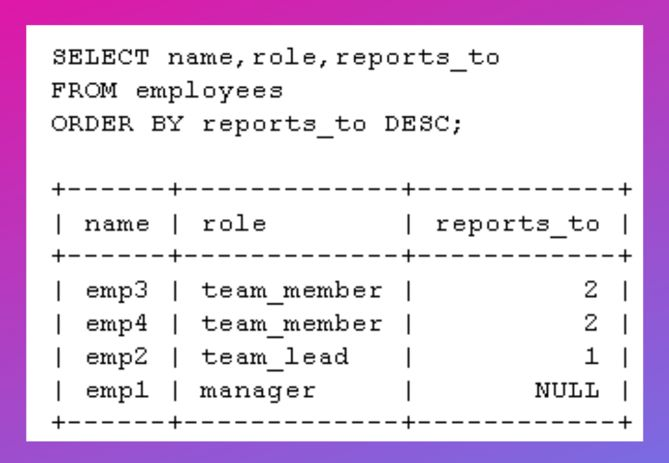 SELECT name,role,reports_to
FROM employees
ORDER BY reports_to DESC;
+------+-------------+------------+
| name | role        | reports_to |
+------+-------------+------------+
| emp3 | team_member |          2 |
| emp4 | team_member |          2 |
| emp2 | team_lead   |          1 |
| emp1 | manager     |       NULL |
+------+-------------+------------+